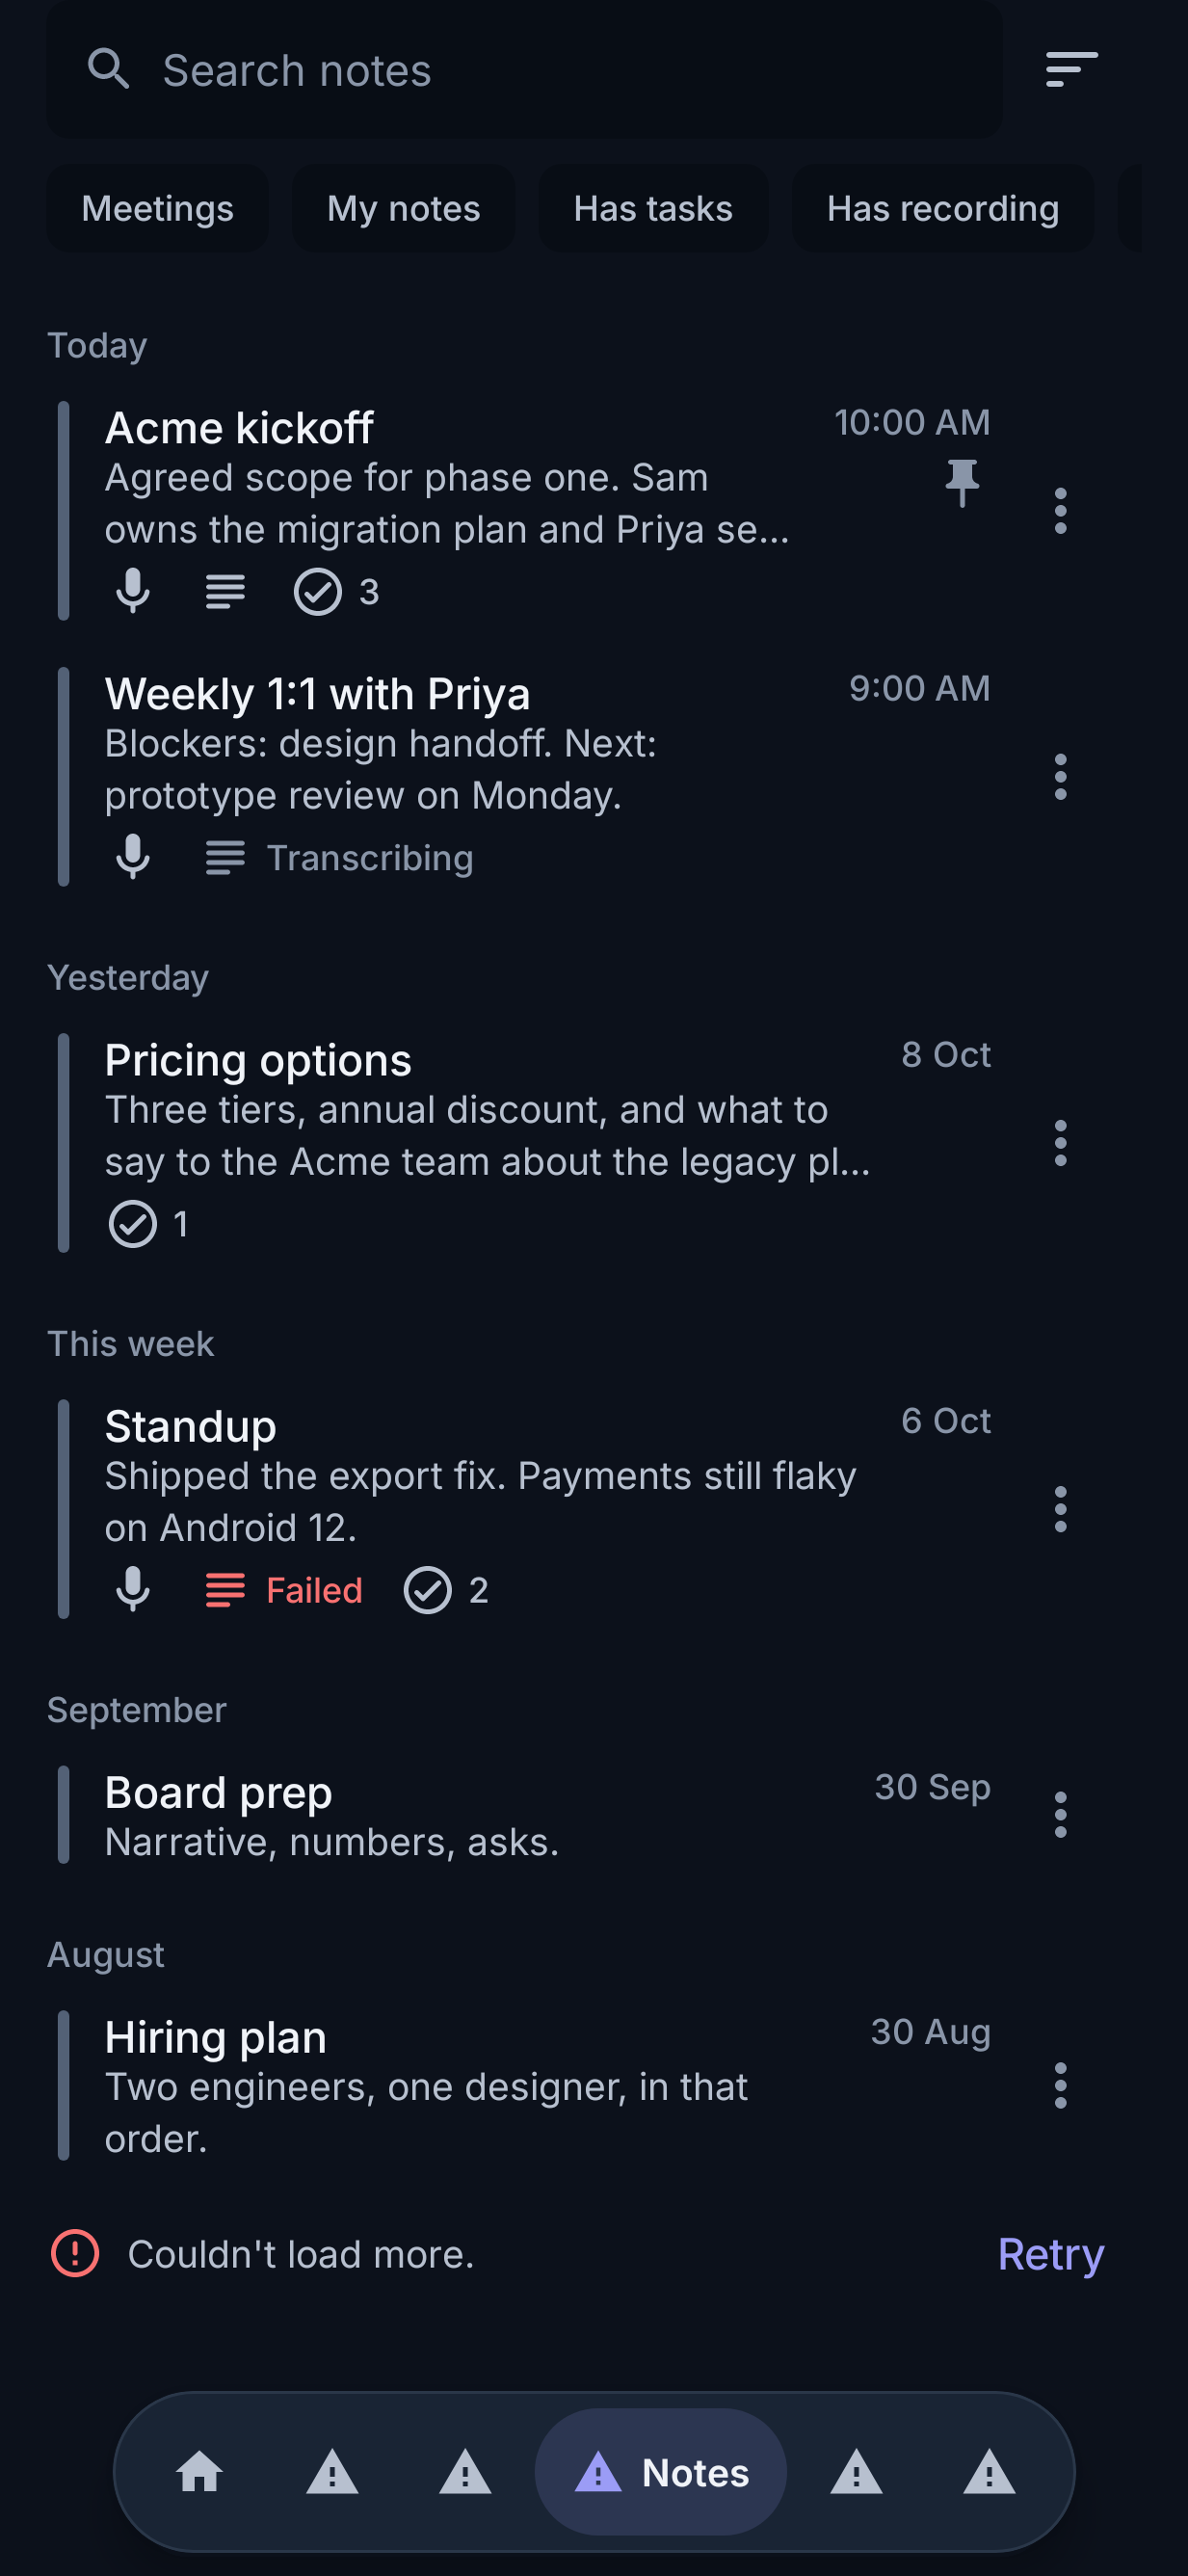 Search notes
Meetings
My notes
Has tasks
Has recording
Today
Acme kickoff
10:00 AM
Agreed scope for phase one. Sam
owns the migration plan and Priya se...
3
Weekly 1:1 with Priya
9:00 AM
Blockers: design handoff. Next:
prototype review on Monday.
Transcribing
Yesterday
Pricing options
8 Oct
Three tiers, annual discount, and what to
say to the Acme team about the legacy pl...
1
This week
Standup
6 Oct
Shipped the export fix. Payments still flaky
on Android 12.
Failed
2
September
Board prep
30 Sep
Narrative, numbers, asks.
August
Hiring plan
30 Aug
Two engineers, one designer, in that
order.
Couldn't load more.
Retry
Notes